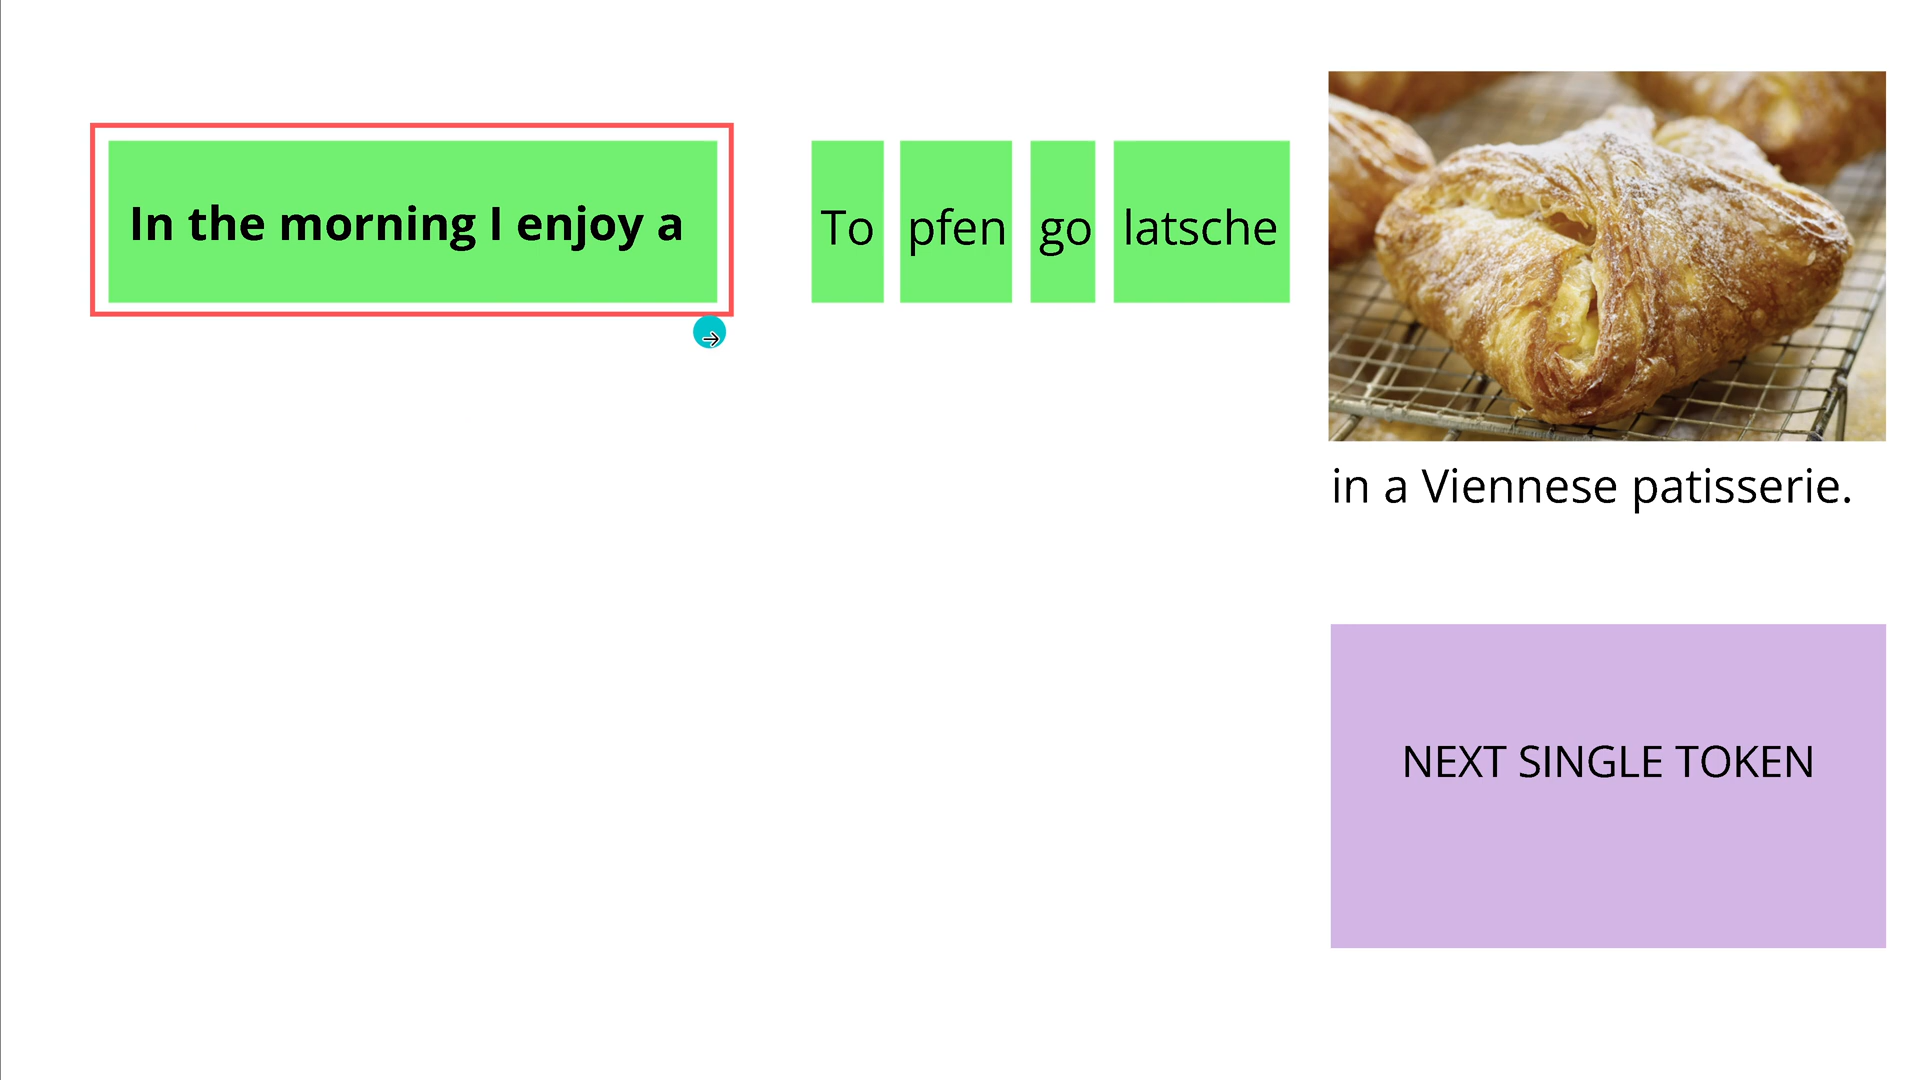 In the morning I enjoy a To pfen go latsche
in a Viennese patisserie.
NEXT SINGLE TOKEN